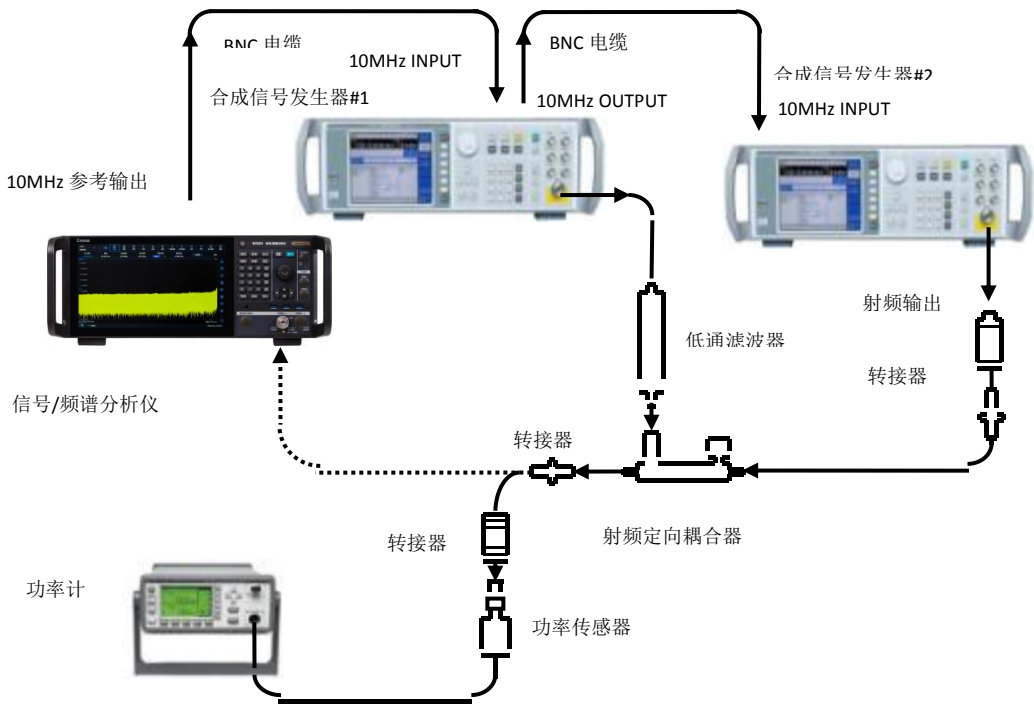 BNC 电缆
10MHz INPUT
BNC 电缆
合成信号发生器#1
10MHz OUTPUT
合成信号发生器#2
10MHz INPUT
10MHz 参考输出
射频输出
低通滤波器
转接器
信号/频谱分析仪
转接器
转接器
射频定向耦合器
功率计
功率传感器